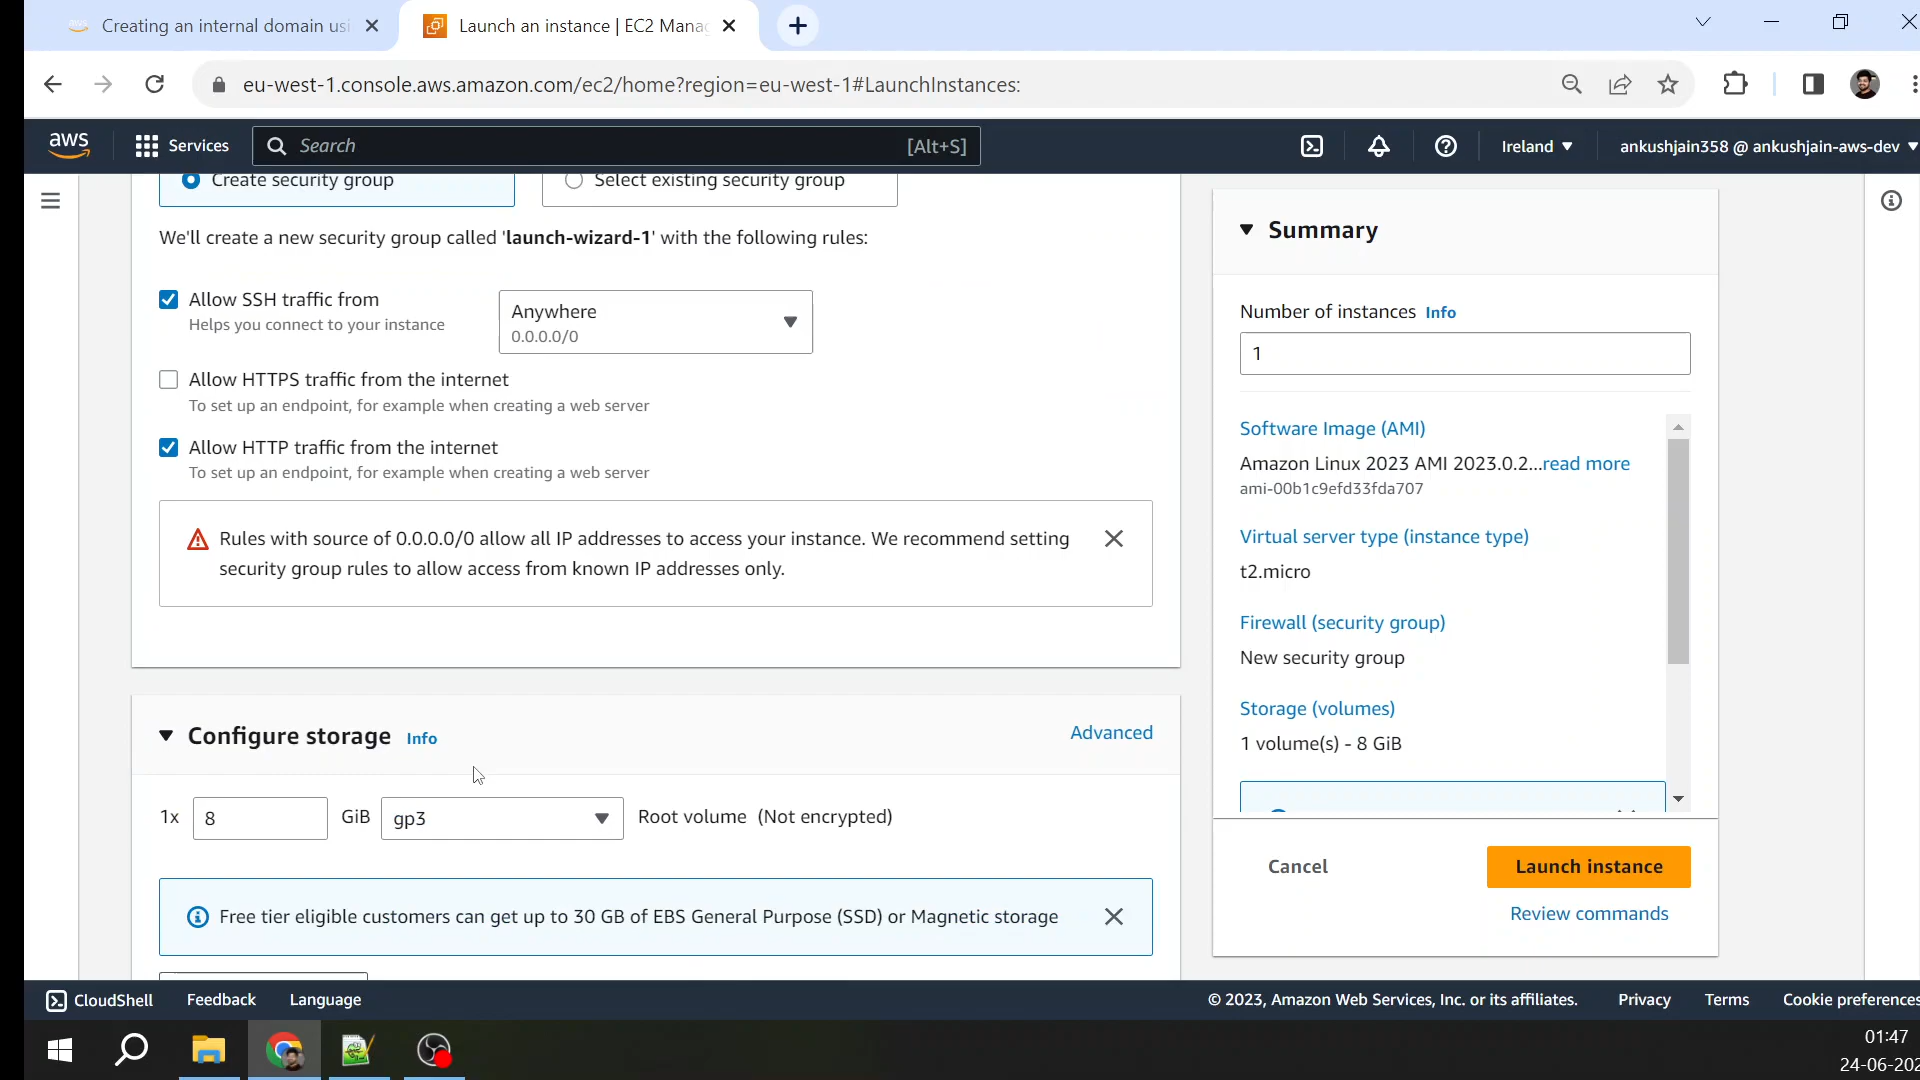 Creating an internal domain usi
Launch an instance | EC2 Mana
eu-west-1.console.aws.amazon.com/ec2/home?region=eu-west-1#LaunchInstances:
aws
Services
Search
[Alt+S]
Ireland
ankushjain358 @ ankushjain-aws-dev
Create security group
Select existing security group
We'll create a new security group called 'launch-wizard-1' with the following rules:
Allow SSH traffic from
Helps you connect to your instance
Anywhere
0.0.0.0/0
Allow HTTPS traffic from the internet
To set up an endpoint, for example when creating a web server
Allow HTTP traffic from the internet
To set up an endpoint, for example when creating a web server
Rules with source of 0.0.0.0/0 allow all IP addresses to access your instance. We recommend setting
security group rules to allow access from known IP addresses only.
Configure storage Info
Advanced
1x 8 GiB gp3 Root volume (Not encrypted)
Free tier eligible customers can get up to 30 GB of EBS General Purpose (SSD) or Magnetic storage
Summary
Number of instances Info
1
Software Image (AMI)
Amazon Linux 2023 AMI 2023.0.2...read more
ami-00b1c9efd33fda707
Virtual server type (instance type)
t2.micro
Firewall (security group)
New security group
Storage (volumes)
1 volume(s) - 8 GiB
Cancel
Launch instance
Review commands
CloudShell
Feedback
Language
© 2023, Amazon Web Services, Inc. or its affiliates.
Privacy
Terms
Cookie preferences
01:47
24-06-202